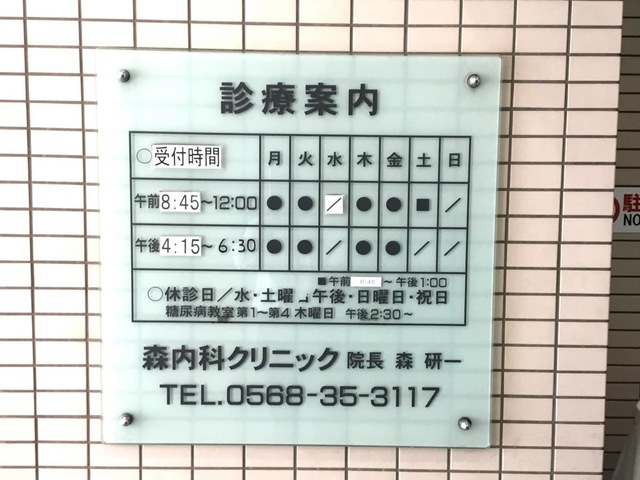 診療案内
○受付時間 月 火 水 木 金 土 日
午前8:45～12:00 ● ● ／ ● ● ■ ／
午後4:15～6:30 ● ● ／ ● ● ／ ／
■午前 ～午後1:00
○休診日／水・土曜午後・日曜日・祝日
糖尿病教室 第1～第4 木曜日 午後2:30～
森内科クリニック 院長 森 研一
TEL.0568-35-3117
駐
NO